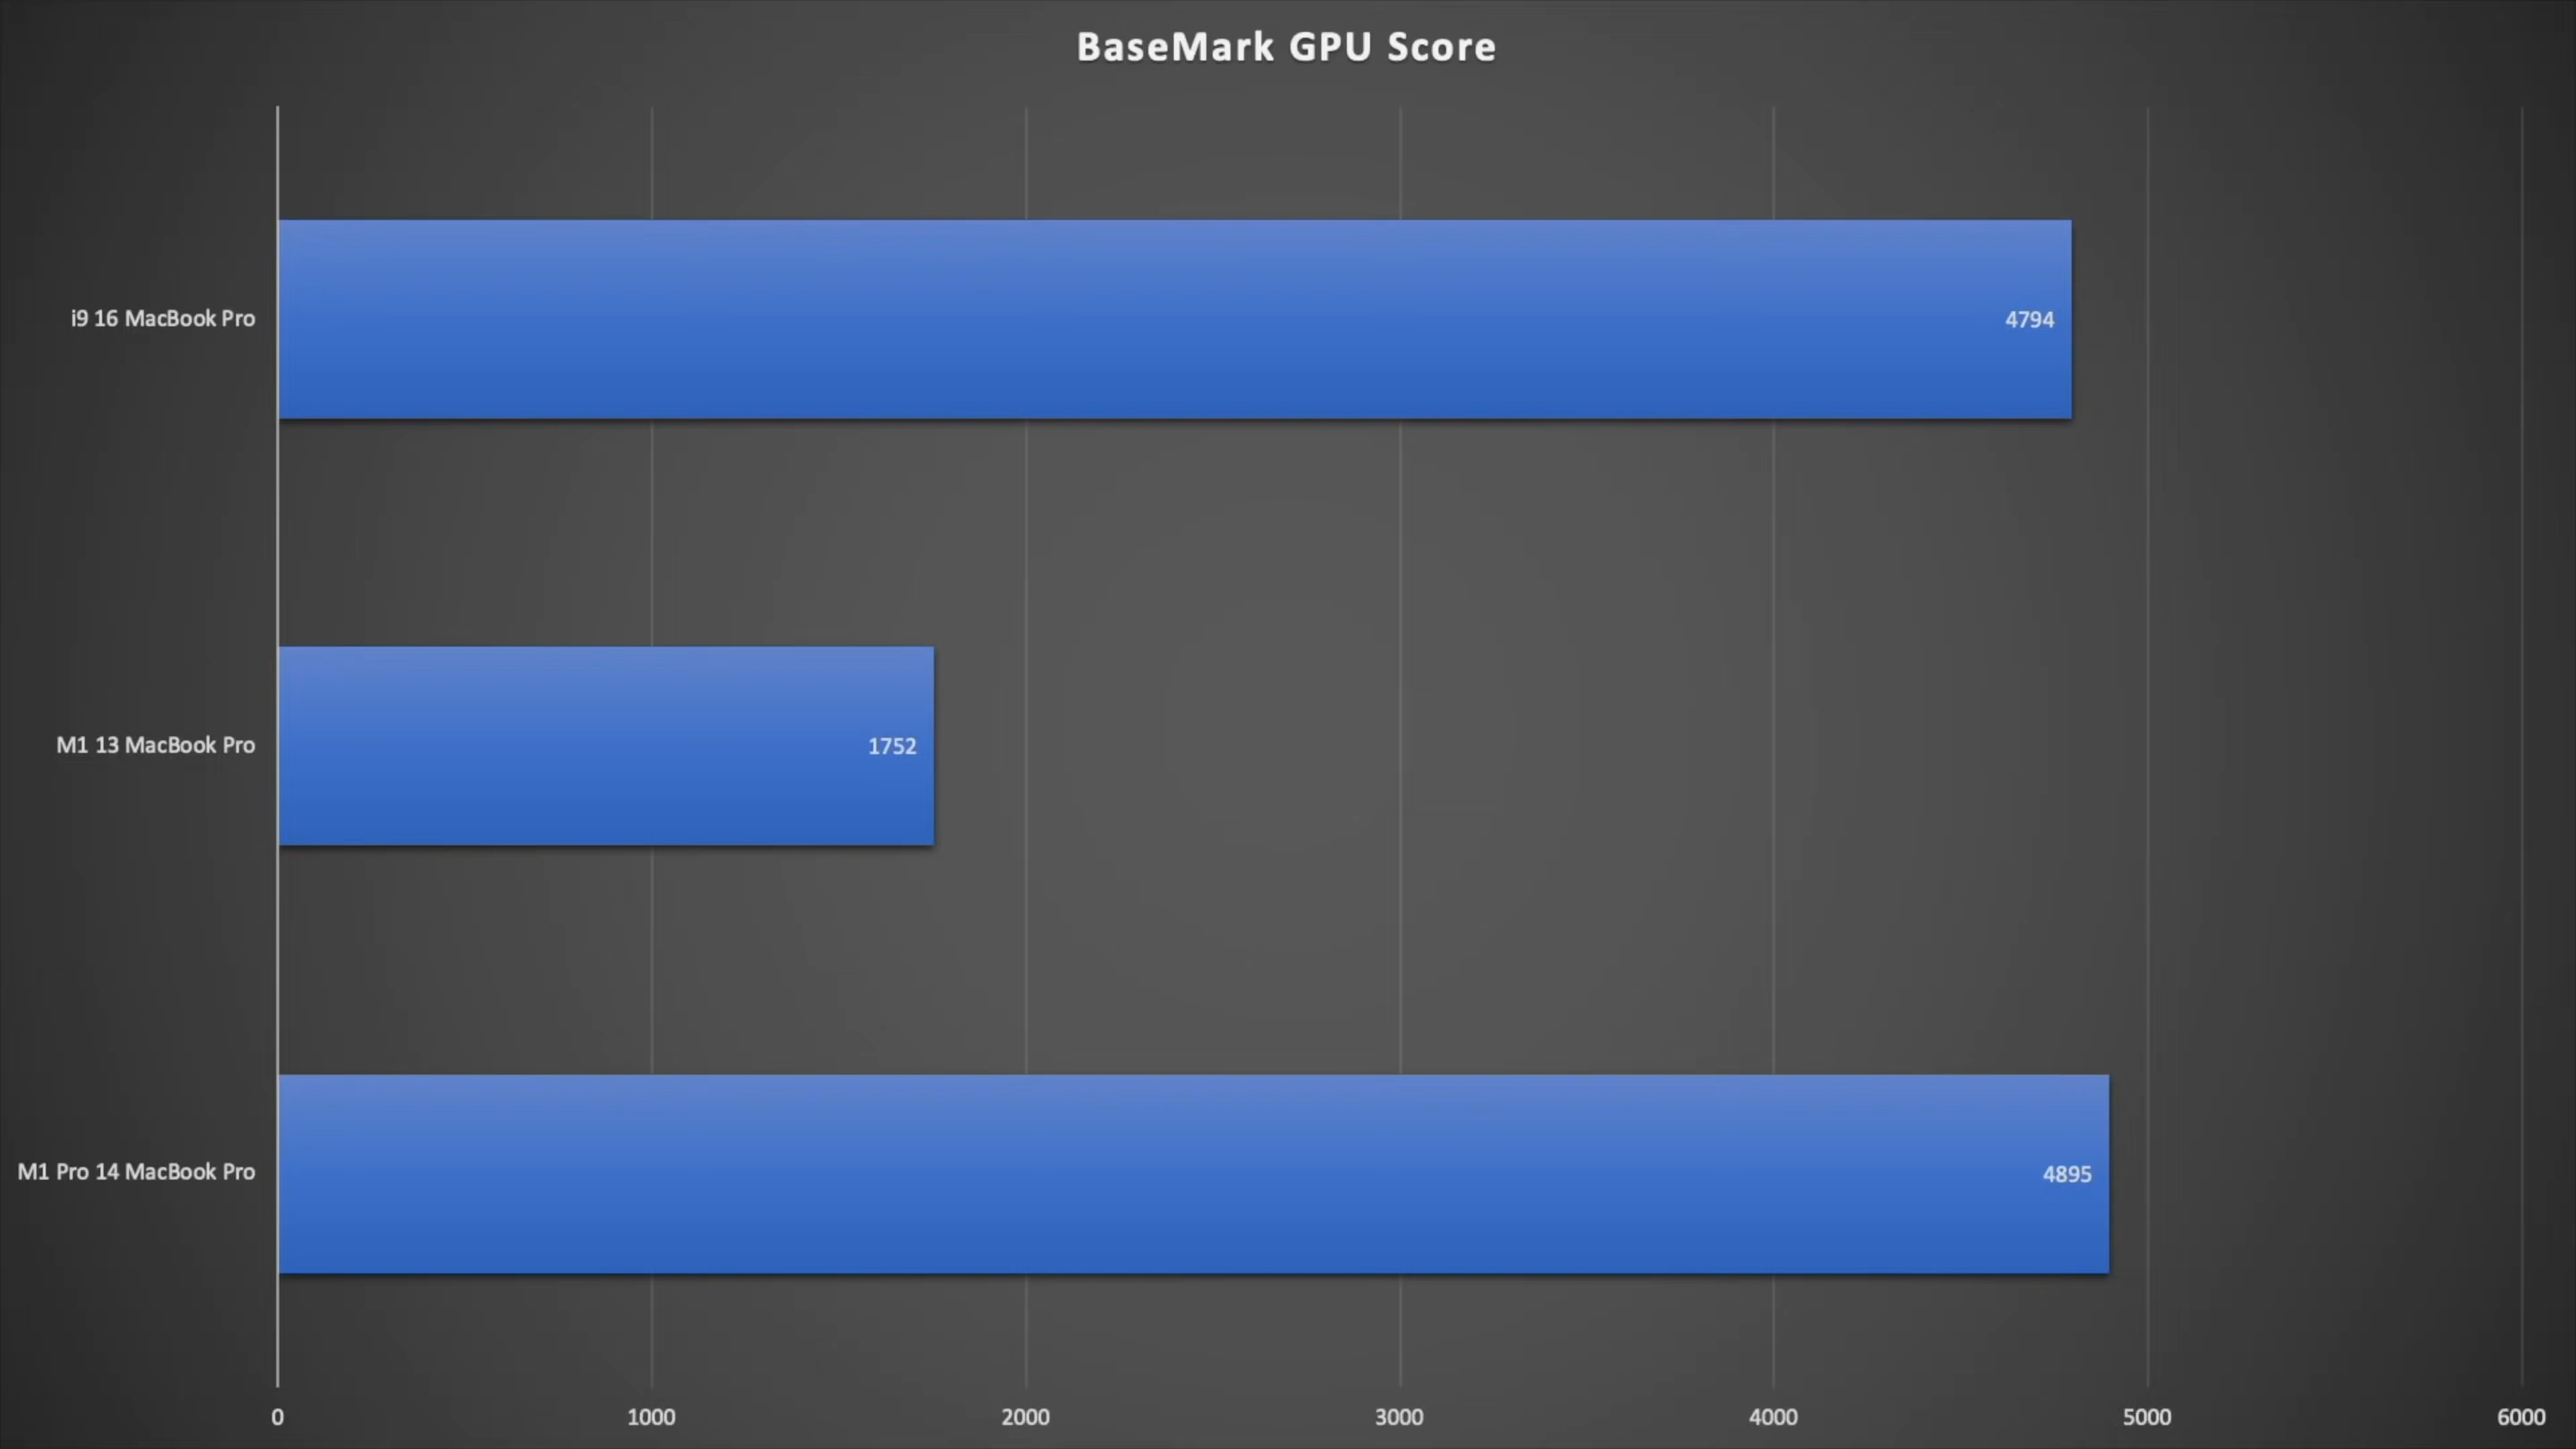 BaseMark GPU Score
i9 16 MacBook Pro
4794
M1 13 MacBook Pro
1752
M1 Pro 14 MacBook Pro
4895
0 1000 2000 3000 4000 5000 6000